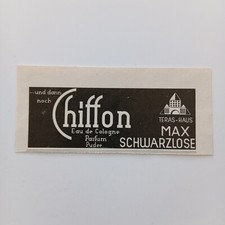 ...und dann
noch
Chiffon
Eau de Cologne
Parfum
Puder
TERAS-HAUS
MAX
SCHWARZLOSE